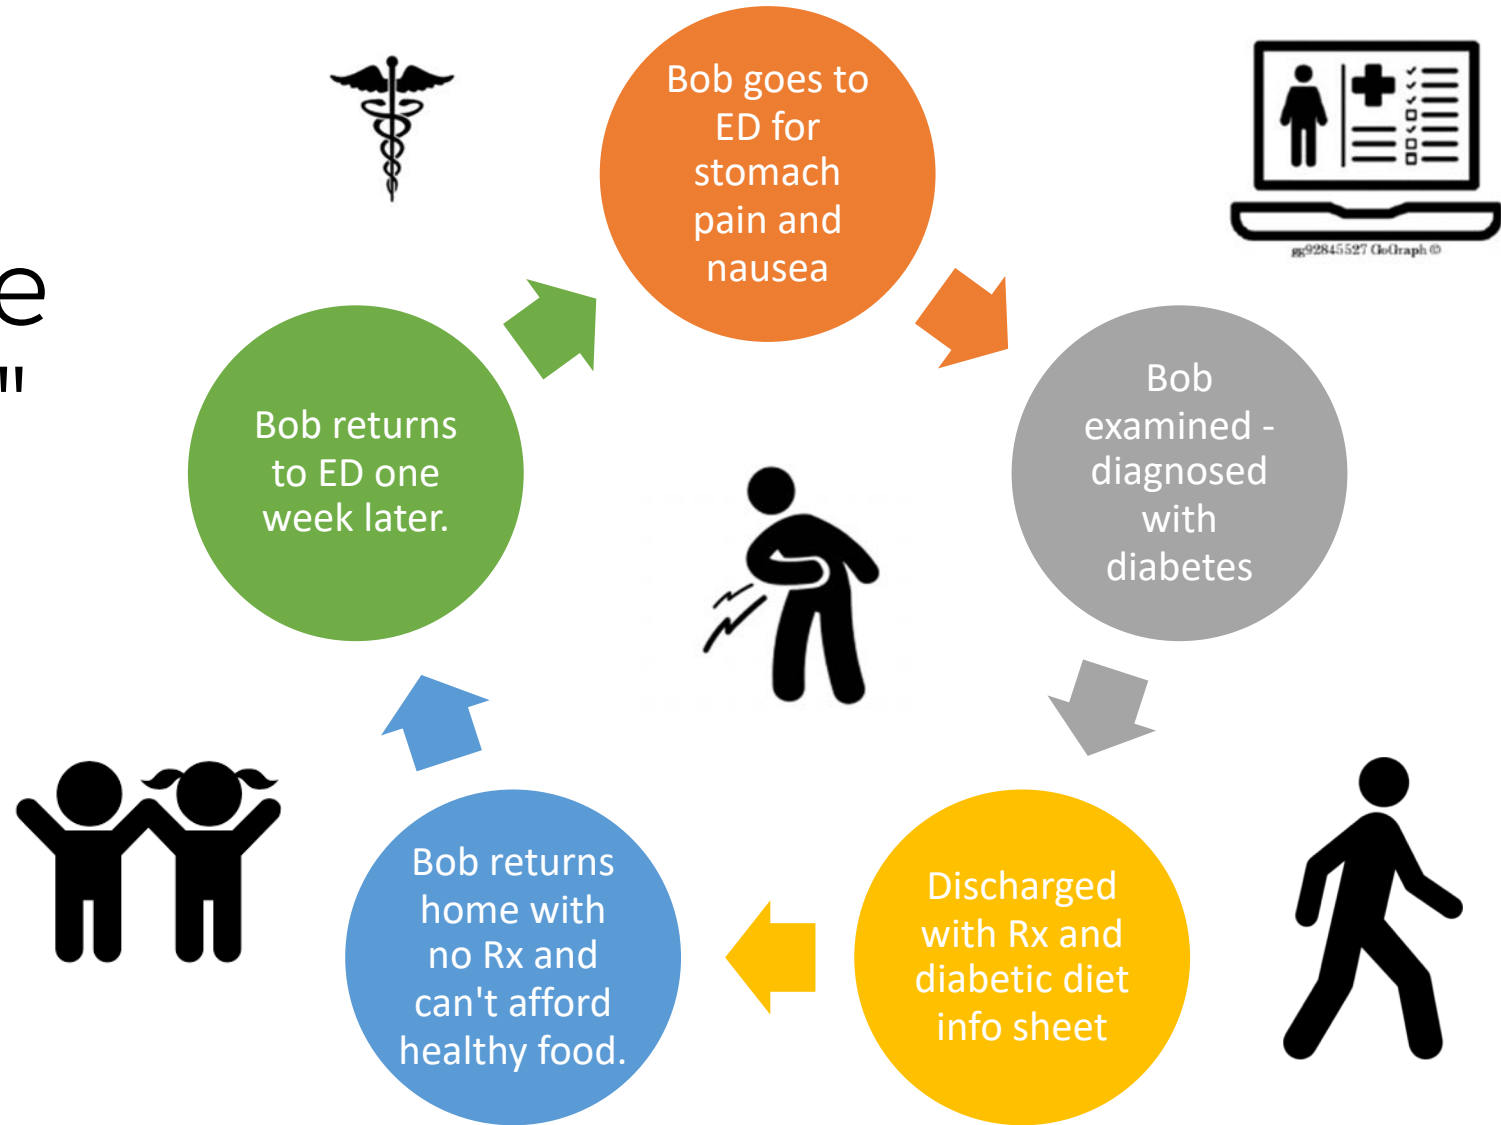 e
"
Bob goes to
ED for
stomach
pain and
nausea
gg92845527 GoGraph ©
Bob
examined -
diagnosed
with
diabetes
Discharged
with Rx and
diabetic diet
info sheet
Bob returns
home with
no Rx and
can't afford
healthy food.
Bob returns
to ED one
week later.